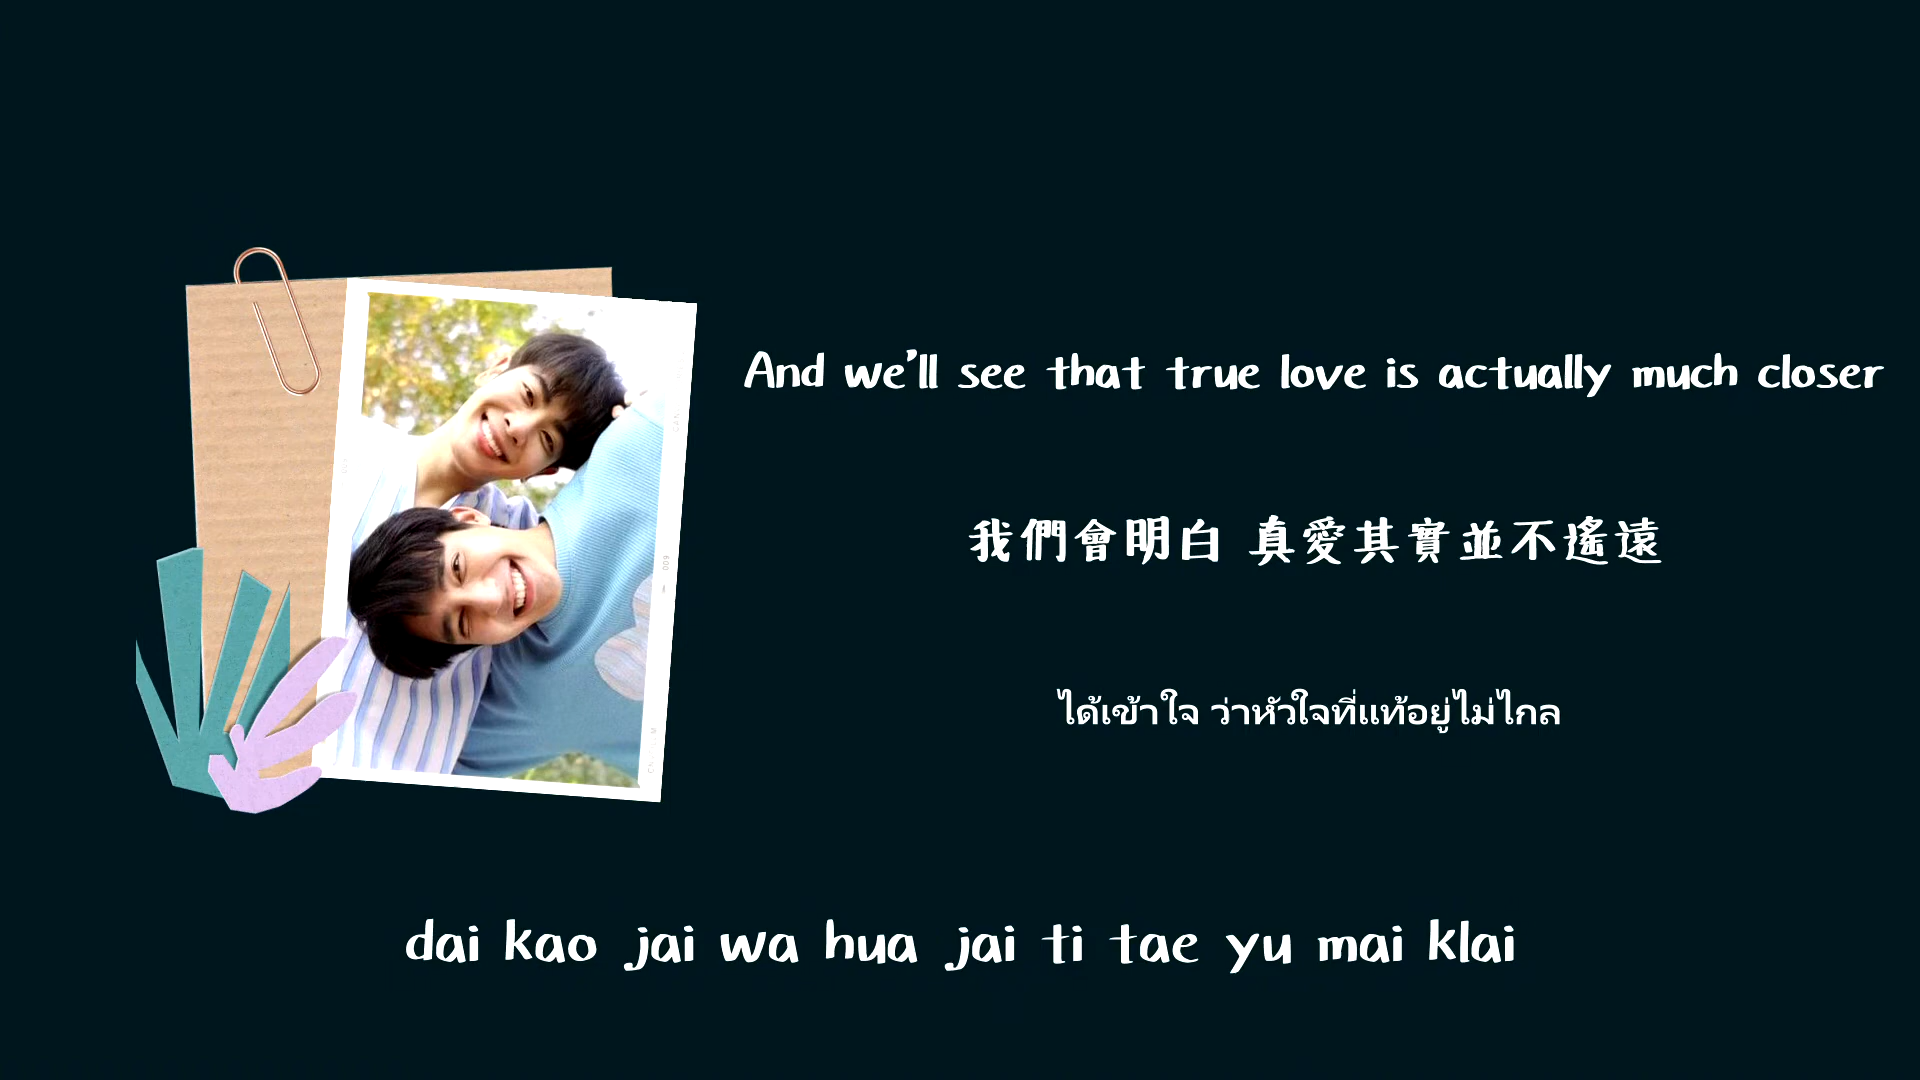 And we'll see that true love is actually much closer
我們會明白 真愛其實並不遙遠
ได้เข้าใจ ว่าหัวใจที่แท้อยู่ไม่ไกล
dai kao jai wa hua jai ti tae yu mai klai